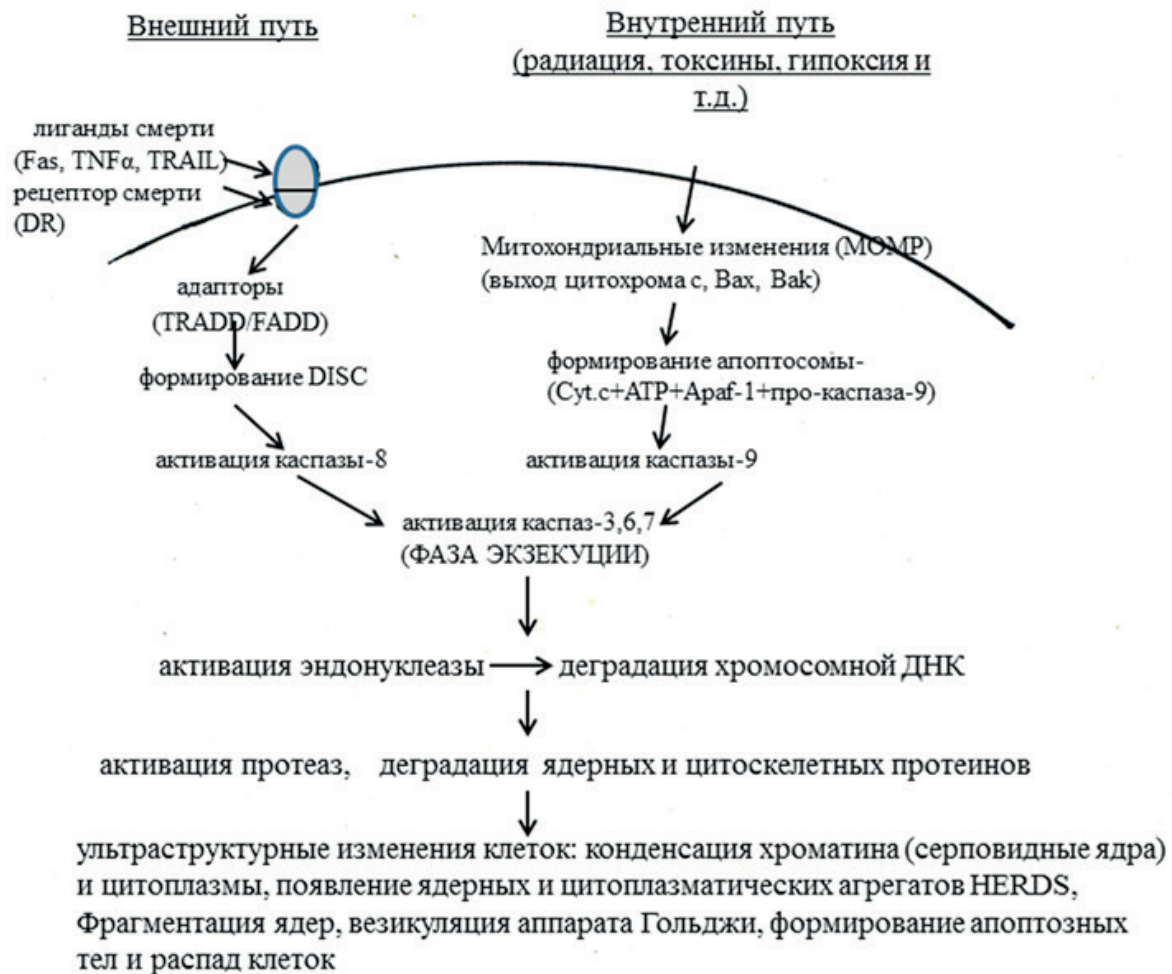 Внешний путь
Внутренний путь
(радиация, токсины, гипоксия и
т.д.)
лиганды смерти
(Fas, TNFα, TRAIL)
рецептор смерти
(DR)
Митохондриальные изменения (MOMP)
(выход цитохрома с, Bax, Bak)
адапторы
(TRADD/FADD)
формирование апоптосомы-
(Cyt.c+ATP+Apaf-1+про-каспаза-9)
формирование DISC
активация каспазы-8
активация каспазы-9
активация каспаз-3,6,7
(ФАЗА ЭКЗЕКУЦИИ)
активация эндонуклеазы деградация хромосомной ДНК
активация протеаз, деградация ядерных и цитоскелетных протеинов
ультраструктурные изменения клеток: конденсация хроматина (серповидные ядра)
и цитоплазмы, появление ядерных и цитоплазматических агрегатов HERDS,
Фрагментация ядер, везикуляция аппарата Гольджи, формирование апоптозных
тел и распад клеток